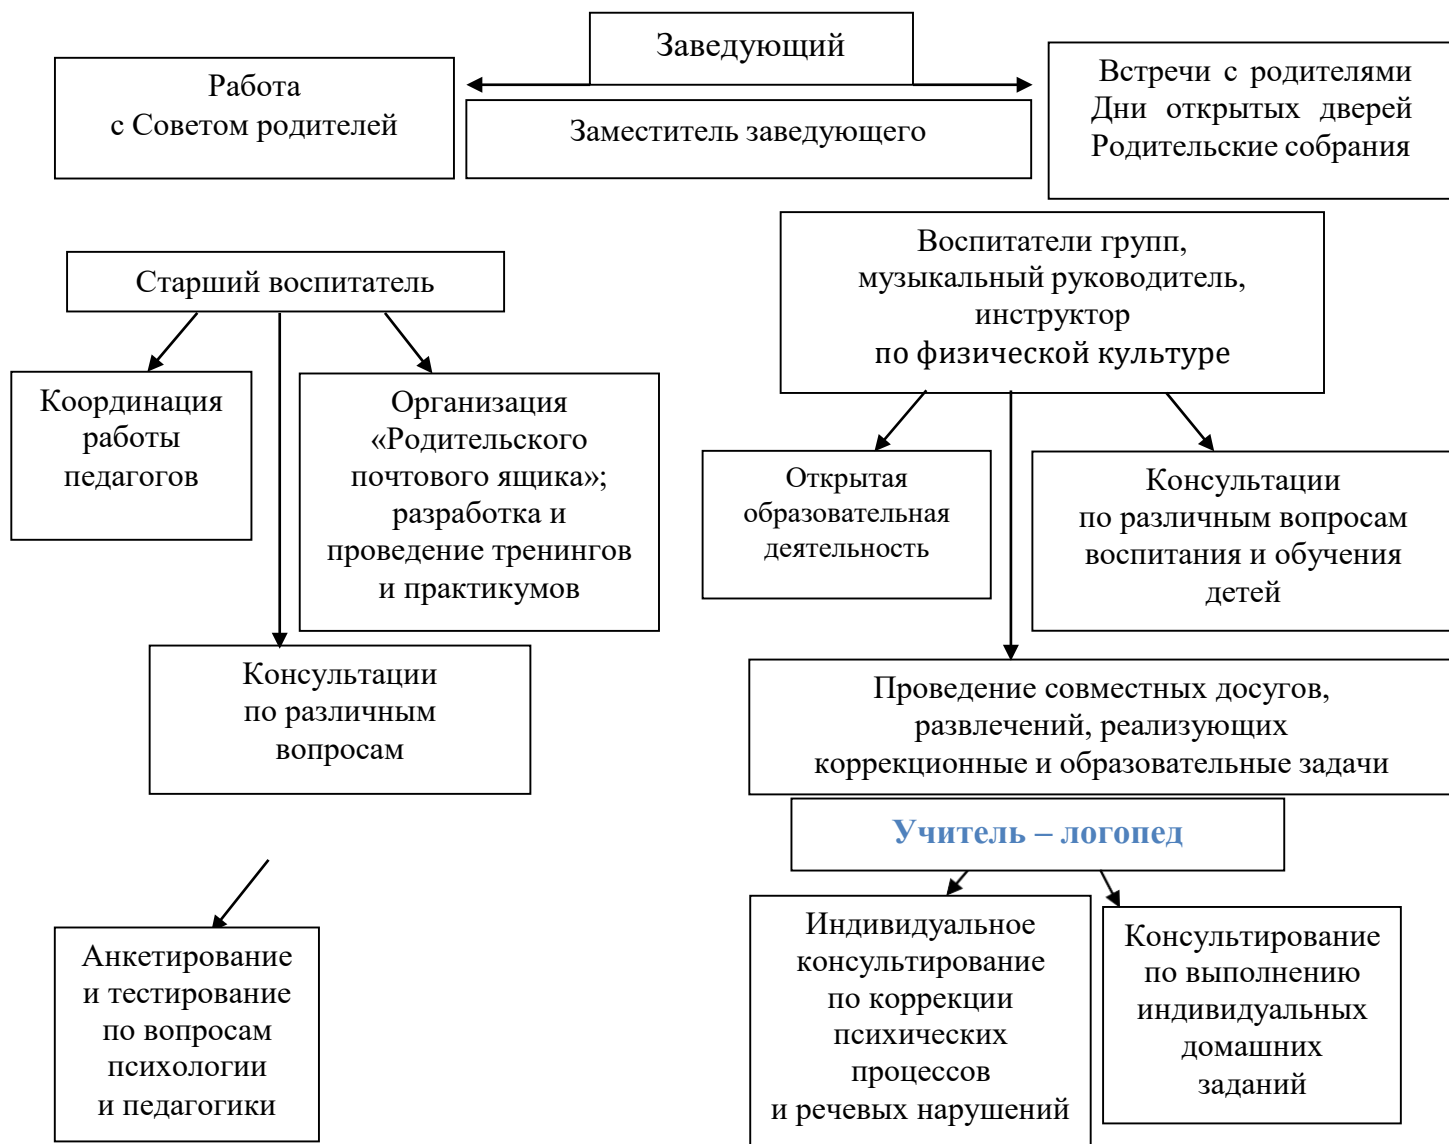 Заведующий
Работа
с Советом родителей
Заместитель заведующего
Встречи с родителями
Дни открытых дверей
Родительские собрания
Старший воспитатель
Воспитатели групп,
музыкальный руководитель,
инструктор
по физической культуре
Координация
работы
педагогов
Организация
«Родительского
почтового ящика»;
разработка и
проведение тренингов
и практикумов
Открытая
образовательная
деятельность
Консультации
по различным вопросам
воспитания и обучения
детей
Консультации
по различным
вопросам
Проведение совместных досугов,
развлечений, реализующих
коррекционные и образовательные задачи
Учитель – логопед
Анкетирование
и тестирование
по вопросам
психологии
и педагогики
Индивидуальное
консультирование
по коррекции
психических
процессов
и речевых нарушений
Консультирование
по выполнению
индивидуальных
домашних
заданий